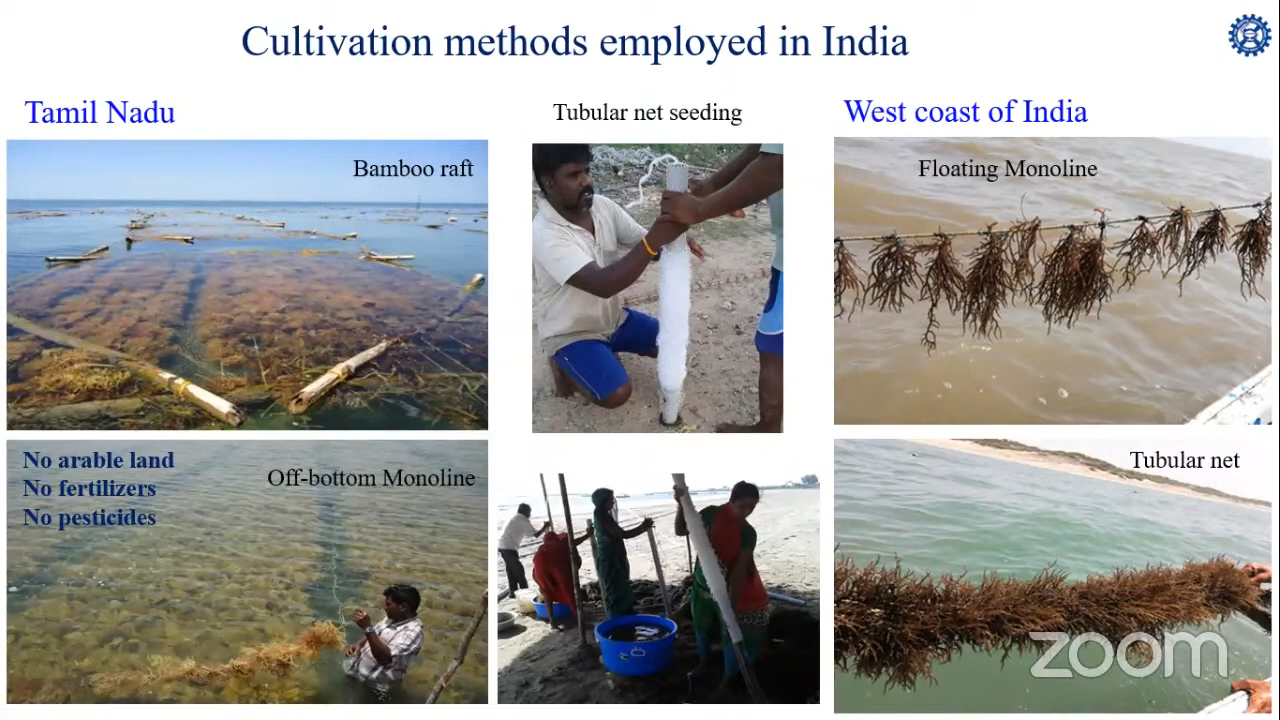 Cultivation methods employed in India
Tamil Nadu
Tubular net seeding
West coast of India
Bamboo raft
Floating Monoline
No arable land
No fertilizers
No pesticides
Off-bottom Monoline
Tubular net
zoom